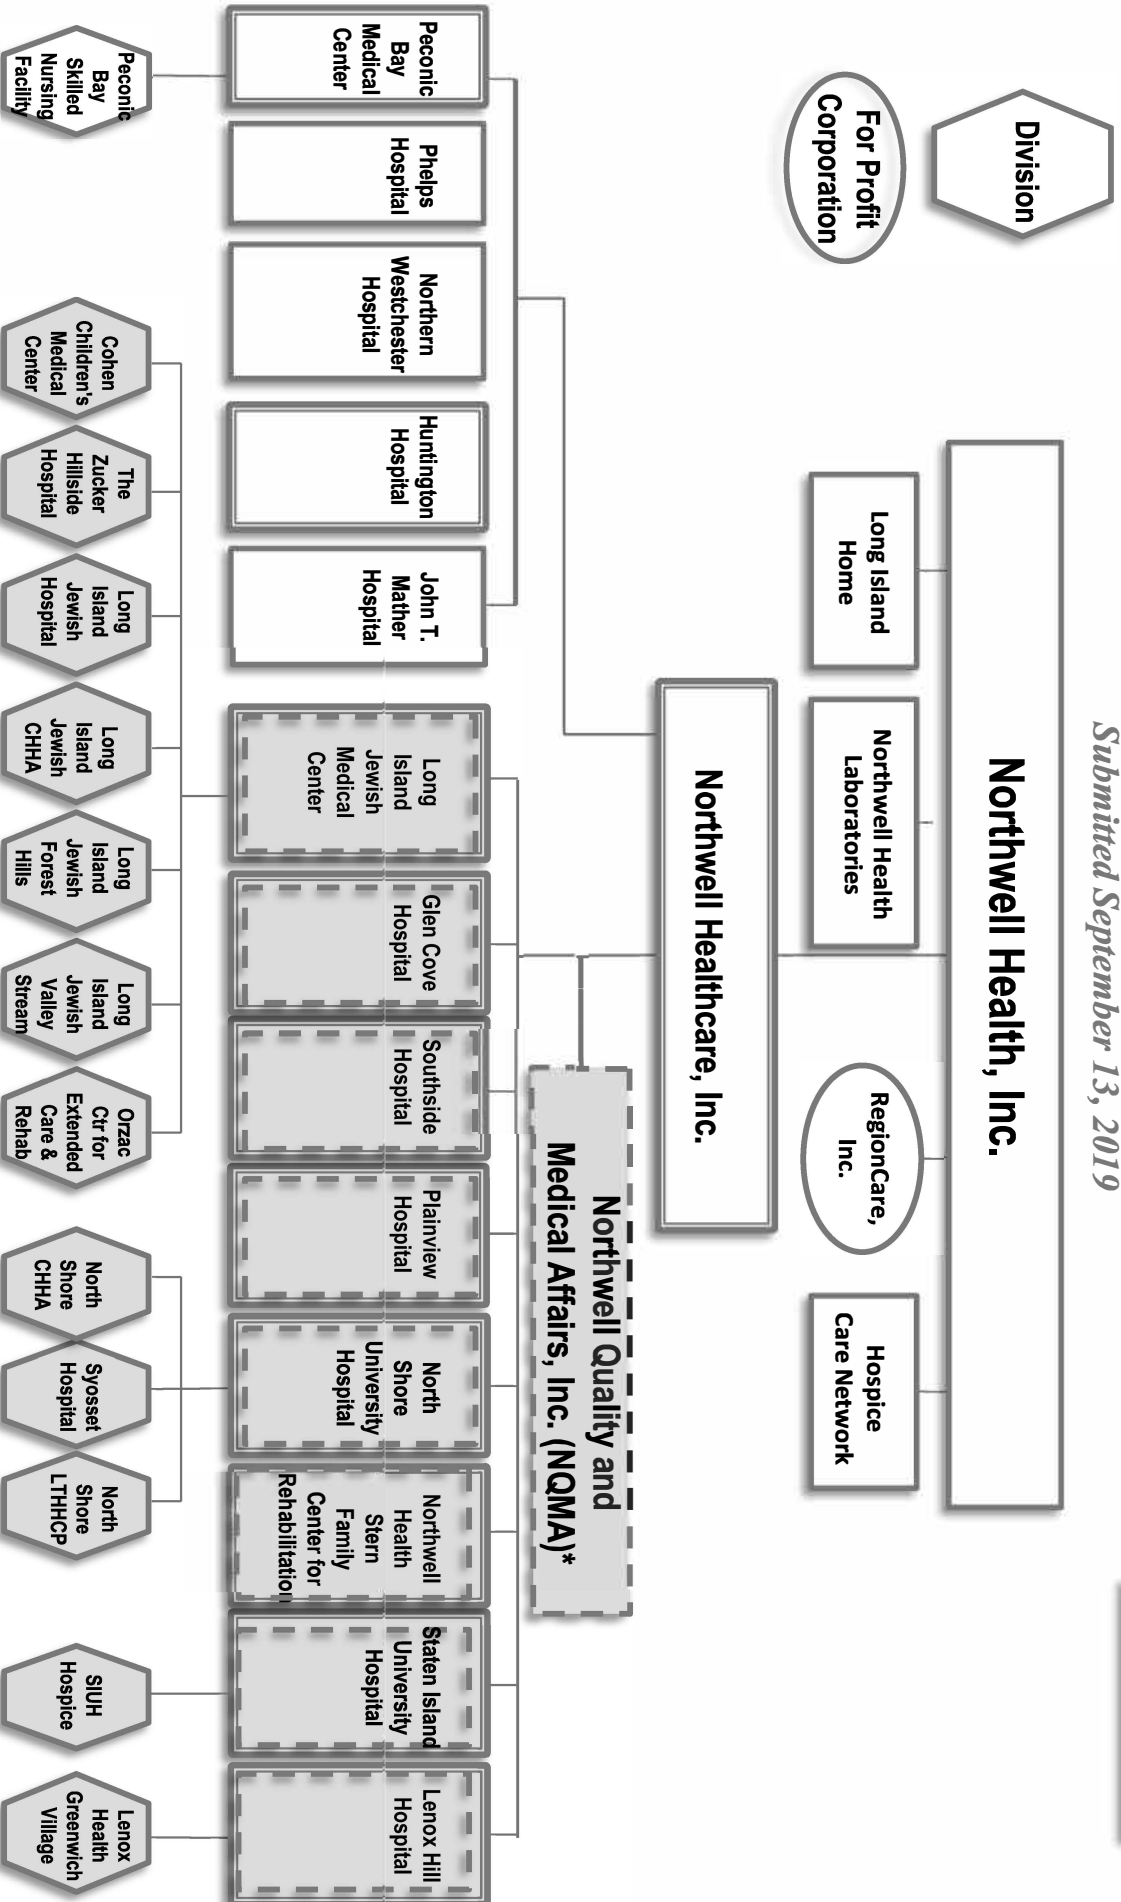 Submitted September 13, 2019
Division
For Profit
Corporation
Northwell Health, Inc.
Long Island
Home
Northwell Health
Laboratories
RegionCare,
Inc.
Hospice
Care Network
Northwell Healthcare, Inc.
Northwell Quality and
Medical Affairs, Inc. (NQMA)*
Peconic
Bay
Medical
Center
Phelps
Hospital
Northern
Westchester
Hospital
Huntington
Hospital
John T.
Mather
Hospital
Long
Island
Jewish
Medical
Center
Glen Cove
Hospital
Southside
Hospital
Plainview
Hospital
North
Shore
University
Hospital
Northwell
Health
Stern
Family
Center for
Rehabilitation
Staten Island
University
Hospital
Lenox Hill
Hospital
Peconic
Bay
Skilled
Nursing
Facility
Cohen
Children's
Medical
Center
The
Zucker
Hillside
Hospital
Long
Island
Jewish
Hospital
Long
Island
Jewish
CHHA
Long
Island
Jewish
Forest
Hills
Long
Island
Jewish
Valley
Stream
Orzac
Ctr for
Extended
Care &
Rehab
North
Shore
CHHA
Syosset
Hospital
North
Shore
LTHHCP
SIUH
Hospice
Lenox
Health
Greenwich
Village